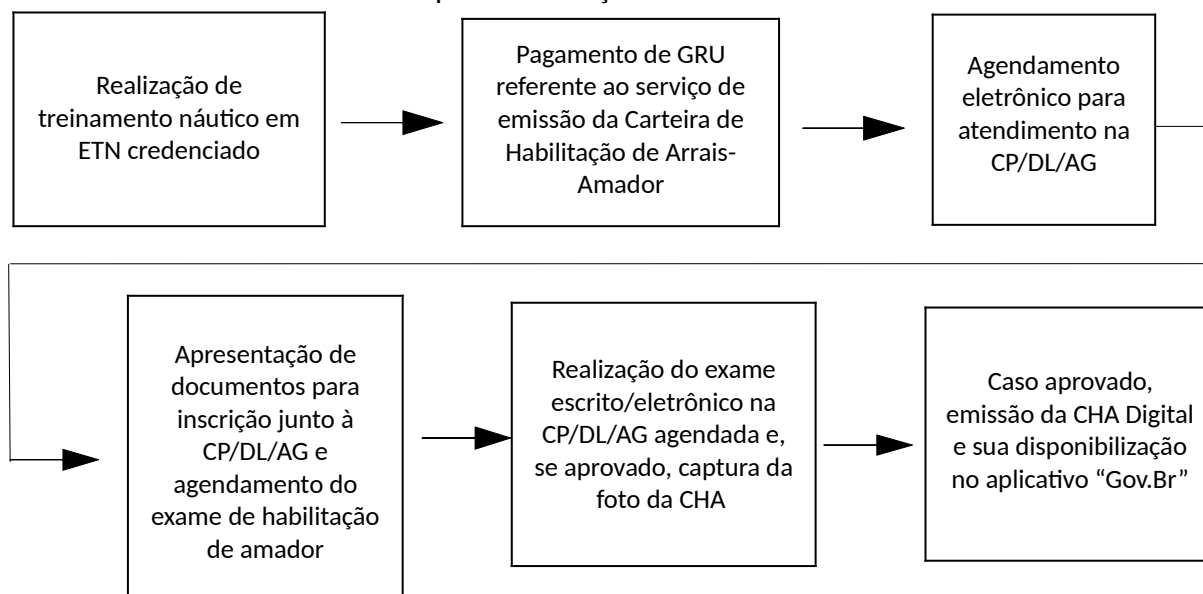 Realização de
treinamento náutico em
ETN credenciado
Pagamento de GRU
referente ao serviço de
emissão da Carteira de
Habilitação de Arrais-
Amador
Agendamento
eletrônico para
atendimento na
CP/DL/AG
Apresentação de
documentos para
inscrição junto à
CP/DL/AG e
agendamento do
exame de habilitação
de amador
Realização do exame
escrito/eletrônico na
CP/DL/AG agendada e,
se aprovado, captura da
foto da CHA
Caso aprovado,
emissão da CHA Digital
e sua disponibilização
no aplicativo “Gov.Br”